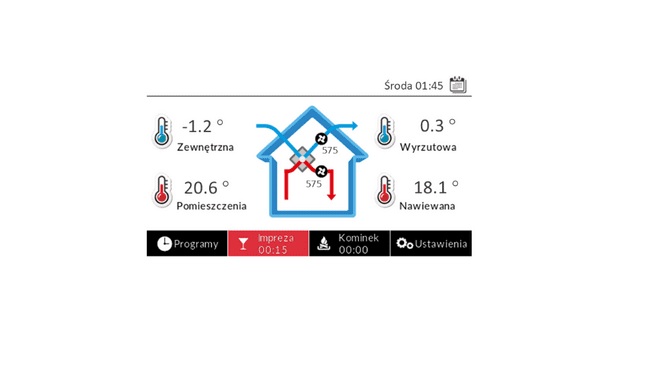 Środa 01:45
-1.2 °
Zewnętrzna
0.3 °
Wyrzutowa
575
575
20.6 °
Pomieszczenia
18.1 °
Nawiewana
Programy
Impreza
00:15
Kominek
00:00
Ustawienia